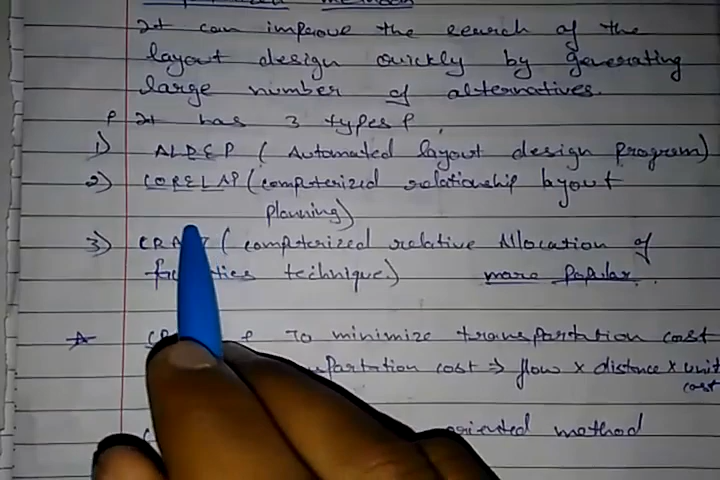 It can improve the search of the
layout design quickly by generating
large number of alternatives.
It has 3 types
1) ALDEP (Automated layout design program)
2) CORELAP (computerized relationship layout
planning)
3) (computerized relative Allocation of
technique.) more popular
To minimize transpartation cost
cost ⇒ flow × distance × unit
cost
oriented method